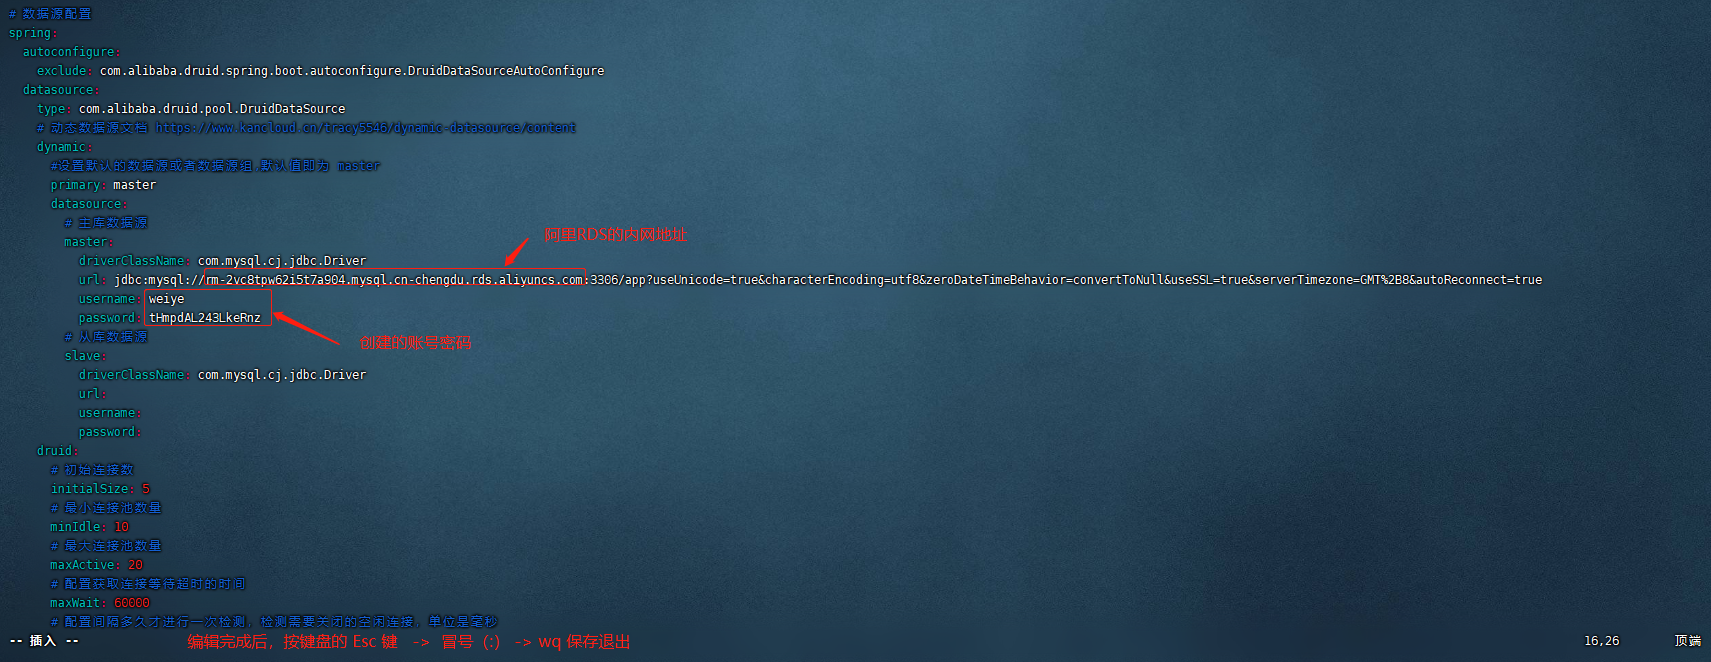 # 数据源配置
spring:
autoconfigure:
exclude: com.alibaba.druid.spring.boot.autoconfigure.DruidDataSourceAutoConfigure
datasource:
type: com.alibaba.druid.pool.DruidDataSource
# 动态数据源文档 https://www.kancloud.cn/tracy5546/dynamic-datasource/content
dynamic:
#设置默认的数据源或者数据源组,默认值即为 master
primary: master
datasource:
# 主库数据源
阿里RDS的内网地址
master:
driverClassName: com.mysql.cj.jdbc.Driver
url: jdbc:mysql://rm-2vc8tpw62i5t7a904.mysql.cn-chengdu.rds.aliyuncs.com:3306/app?useUnicode=true&characterEncoding=utf8&zeroDateTimeBehavior=convertToNull&useSSL=true&serverTimezone=GMT%2B8&autoReconnect=true
username: weiye
password: tHmpdAL243LkeRnz
# 从库数据源
创建的账号密码
slave:
driverClassName: com.mysql.cj.jdbc.Driver
url:
username:
password:
druid:
# 初始连接数
initialSize: 5
# 最小连接池数量
minIdle: 10
# 最大连接池数量
maxActive: 20
# 配置获取连接等待超时的时间
maxWait: 60000
# 配置间隔多久才进行一次检测，检测需要关闭的空闲连接，单位是毫秒
-- 插入 --
编辑完成后，按键盘的 Esc 键 -> 冒号（:） -> wq 保存退出
16,26
顶端